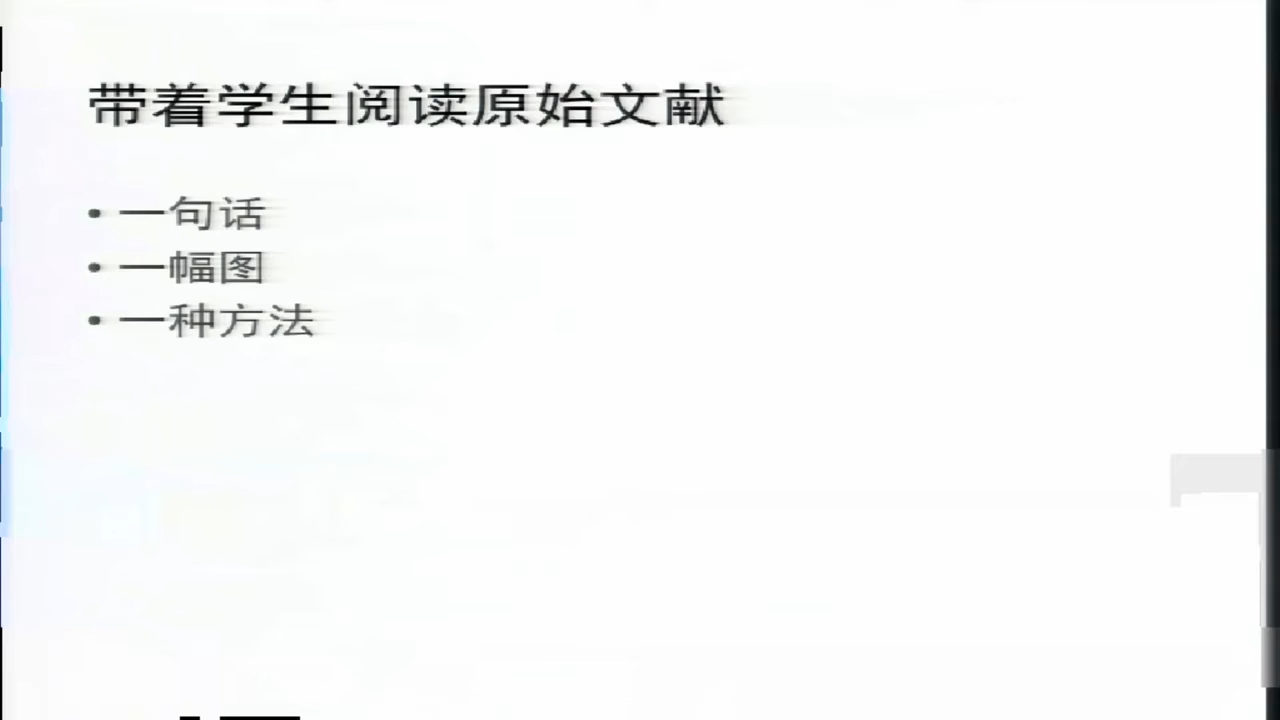 带着学生阅读原始文献
• 一句话
• 一幅图
• 一种方法